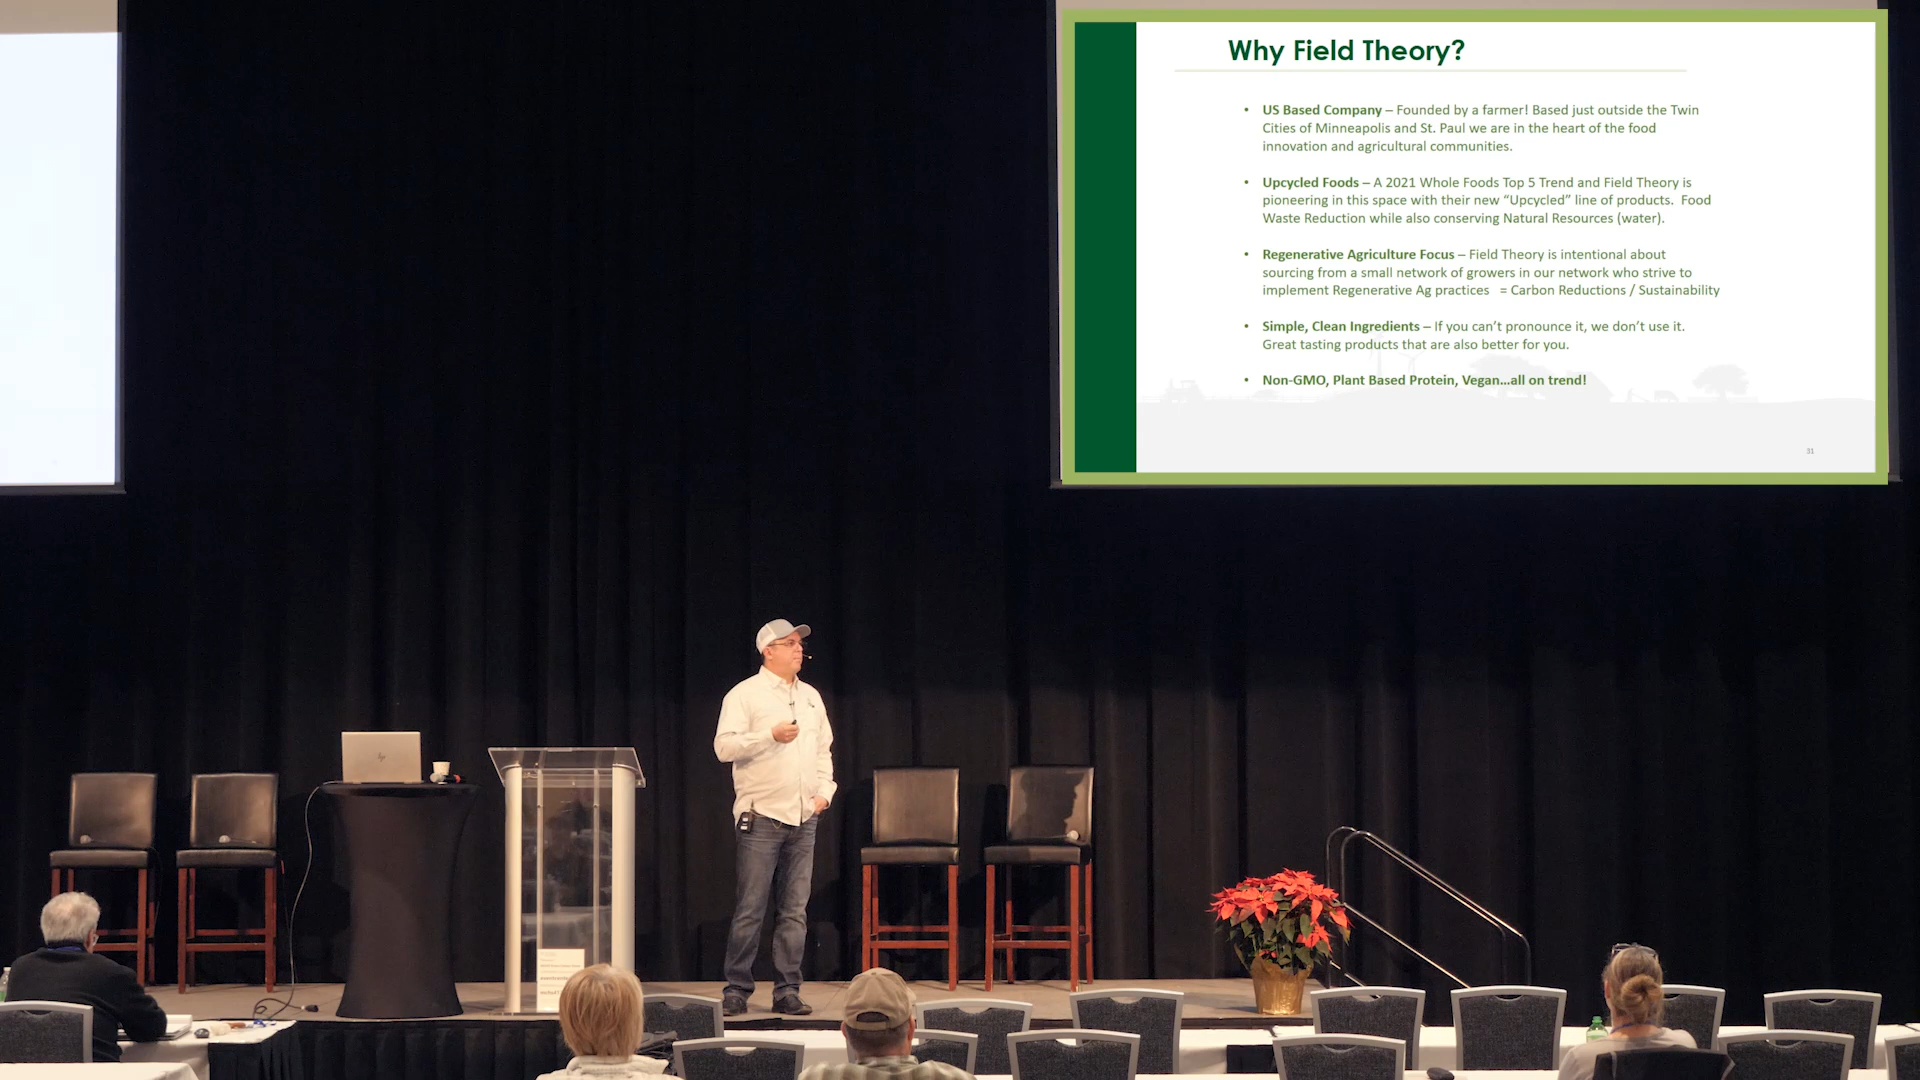 Why Field Theory?
• US Based Company – Founded by a farmer! Based just outside the Twin
Cities of Minneapolis and St. Paul we are in the heart of the food
innovation and agricultural communities.
• Upcycled Foods – A 2021 Whole Foods Top 5 Trend and Field Theory is
pioneering in this space with their new “Upcycled” line of products.  Food
Waste Reduction while also conserving Natural Resources (water).
• Regenerative Agriculture Focus – Field Theory is intentional about
sourcing from a small network of growers in our network who strive to
implement Regenerative Ag practices   = Carbon Reductions / Sustainability
• Simple, Clean Ingredients – If you can’t pronounce it, we don’t use it.
Great tasting products that are also better for you.
• Non-GMO, Plant Based Protein, Vegan…all on trend!
31
hp